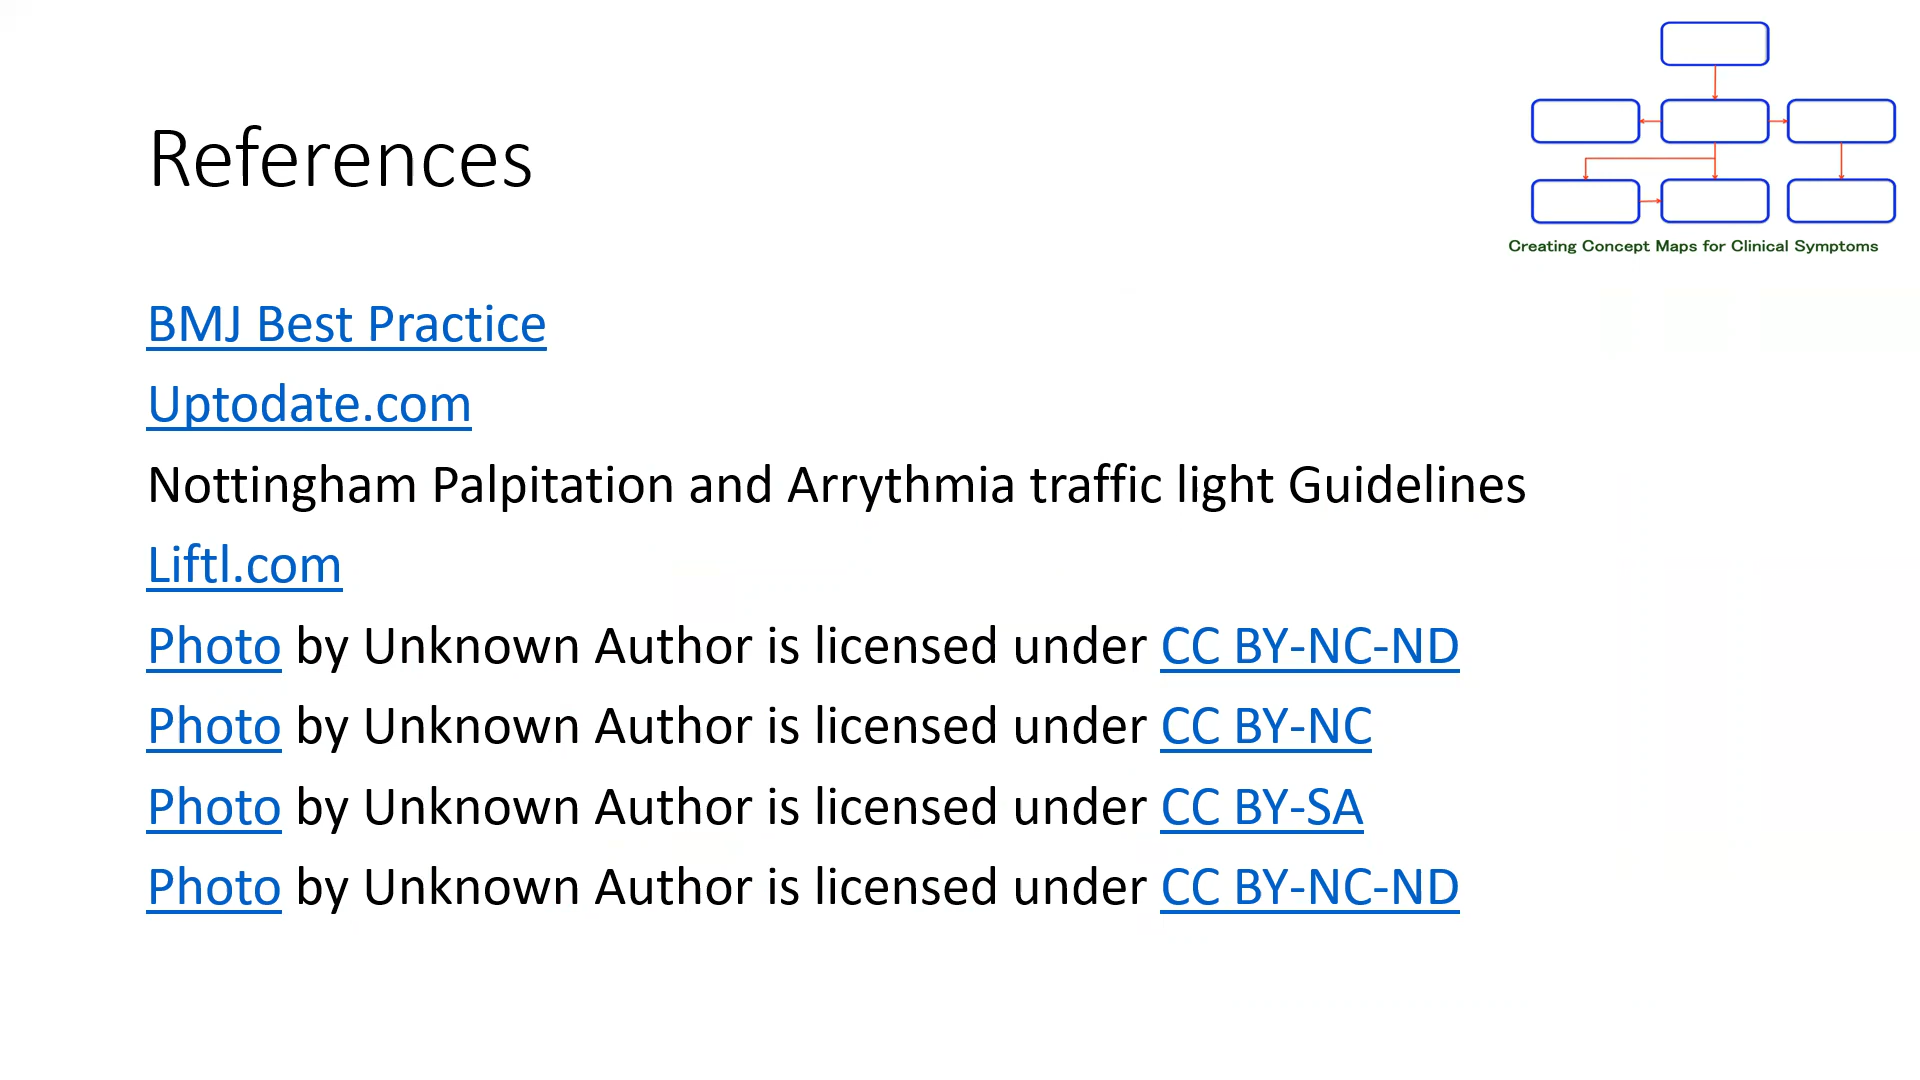 References
Creating Concept Maps for Clinical Symptoms
BMJ Best Practice
Uptodate.com
Nottingham Palpitation and Arrythmia traffic light Guidelines
Liftl.com
Photo by Unknown Author is licensed under CC BY-NC-ND
Photo by Unknown Author is licensed under CC BY-NC
Photo by Unknown Author is licensed under CC BY-SA
Photo by Unknown Author is licensed under CC BY-NC-ND